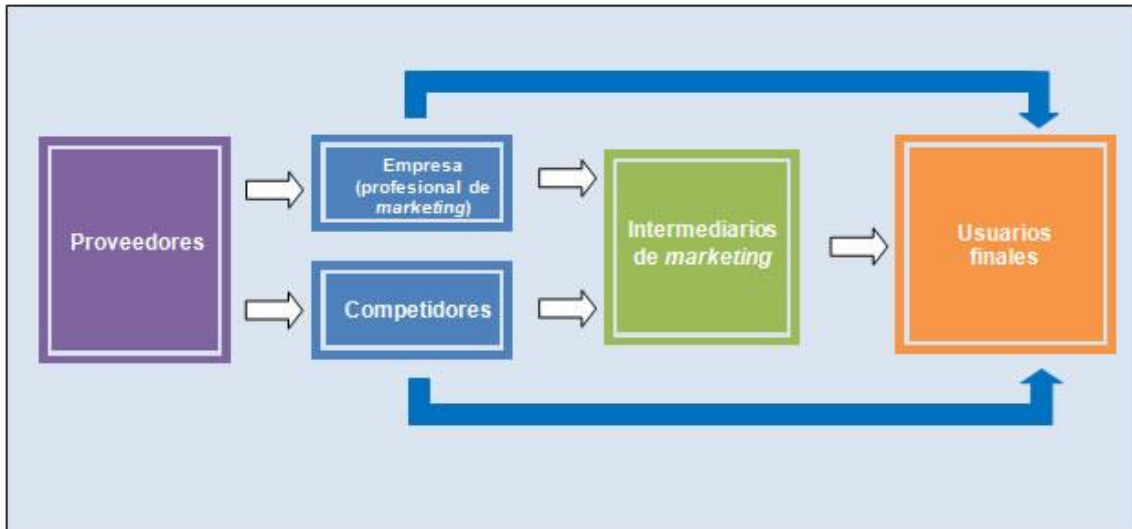 Proveedores
Empresa
(profesional de
marketing)
Competidores
Intermediarios
de marketing
Usuarios
finales